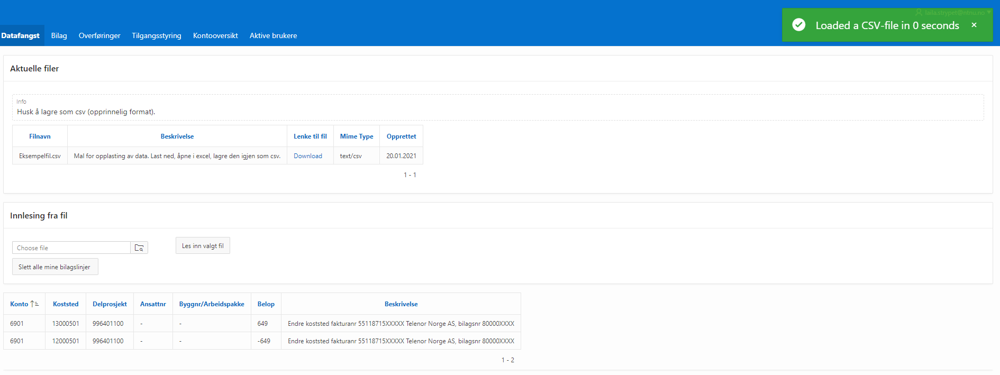 laila.strypet@ntnu.no
Loaded a CSV-file in 0 seconds ×
Datafangst Bilag Overføringer Tilgangsstyring Kontooversikt Aktive brukere
Aktuelle filer
Info
Husk å lagre som csv (opprinnelig format).
Filnavn Beskrivelse Lenke til fil Mime Type Opprettet
Eksempelfil.csv Mal for opplasting av data. Last ned, åpne i excel, lagre den igjen som csv. Download text/csv 20.01.2021
1 - 1
Innlesing fra fil
Choose file Les inn valgt fil
Slett alle mine bilagslinjer
Konto Koststed Delprosjekt Ansattnr Byggnr/Arbeidspakke Belop Beskrivelse
6901 13000501 996401100 - - 649 Endre koststed fakturanr 55118715XXXXX Telenor Norge AS, bilagsnr 80000XXXX
6901 12000501 996401100 - - -649 Endre koststed fakturanr 55118715XXXXX Telenor Norge AS, bilagsnr 80000XXXX
1 - 2